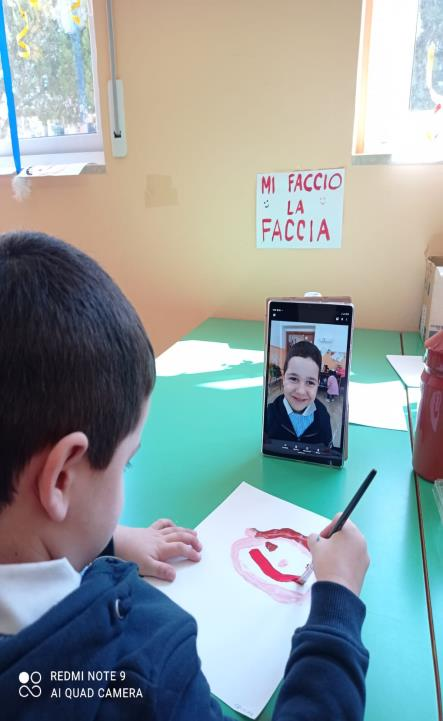 MI FACCIO
LA
FACCIA
REDMI NOTE 9
AI QUAD CAMERA